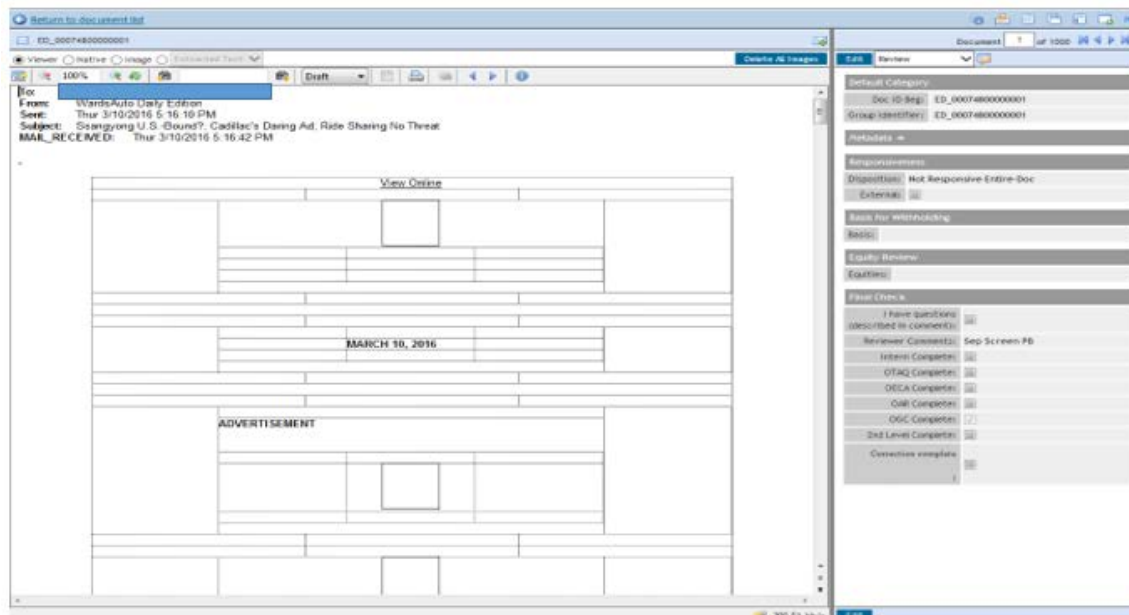 Return to document list
ED_00074800000001
Document 1 of 1000
Viewer Native Image Extracted Text
Delete All Images
Edit Review
100% Draft
To:
From: WardsAuto Daily Edition
Sent: Thur 3/10/2016 5:16:10 PM
Subject: Ssangyong U.S.-Bound?, Cadillac's Daring Ad, Ride Sharing No Threat
MAIL_RECEIVED: Thur 3/10/2016 5:16:42 PM
View Online
MARCH 10, 2016
ADVERTISEMENT
Default Category
Doc ID Beg: ED_00074800000001
Group Identifier: ED_00074800000001
Metadata
Responsiveness
Disposition: Not Responsive-Entire-Doc
External:
Basis for Withholding
Basis:
Equity Review
Equities:
Final Check
I have questions
(described in comment):
Reviewer Comments: Sep Screen PB
Intern Complete:
OTAQ Complete:
OECA Complete:
OAR Complete:
OGC Complete:
2nd Level Complete:
Correction complete
:
Edit